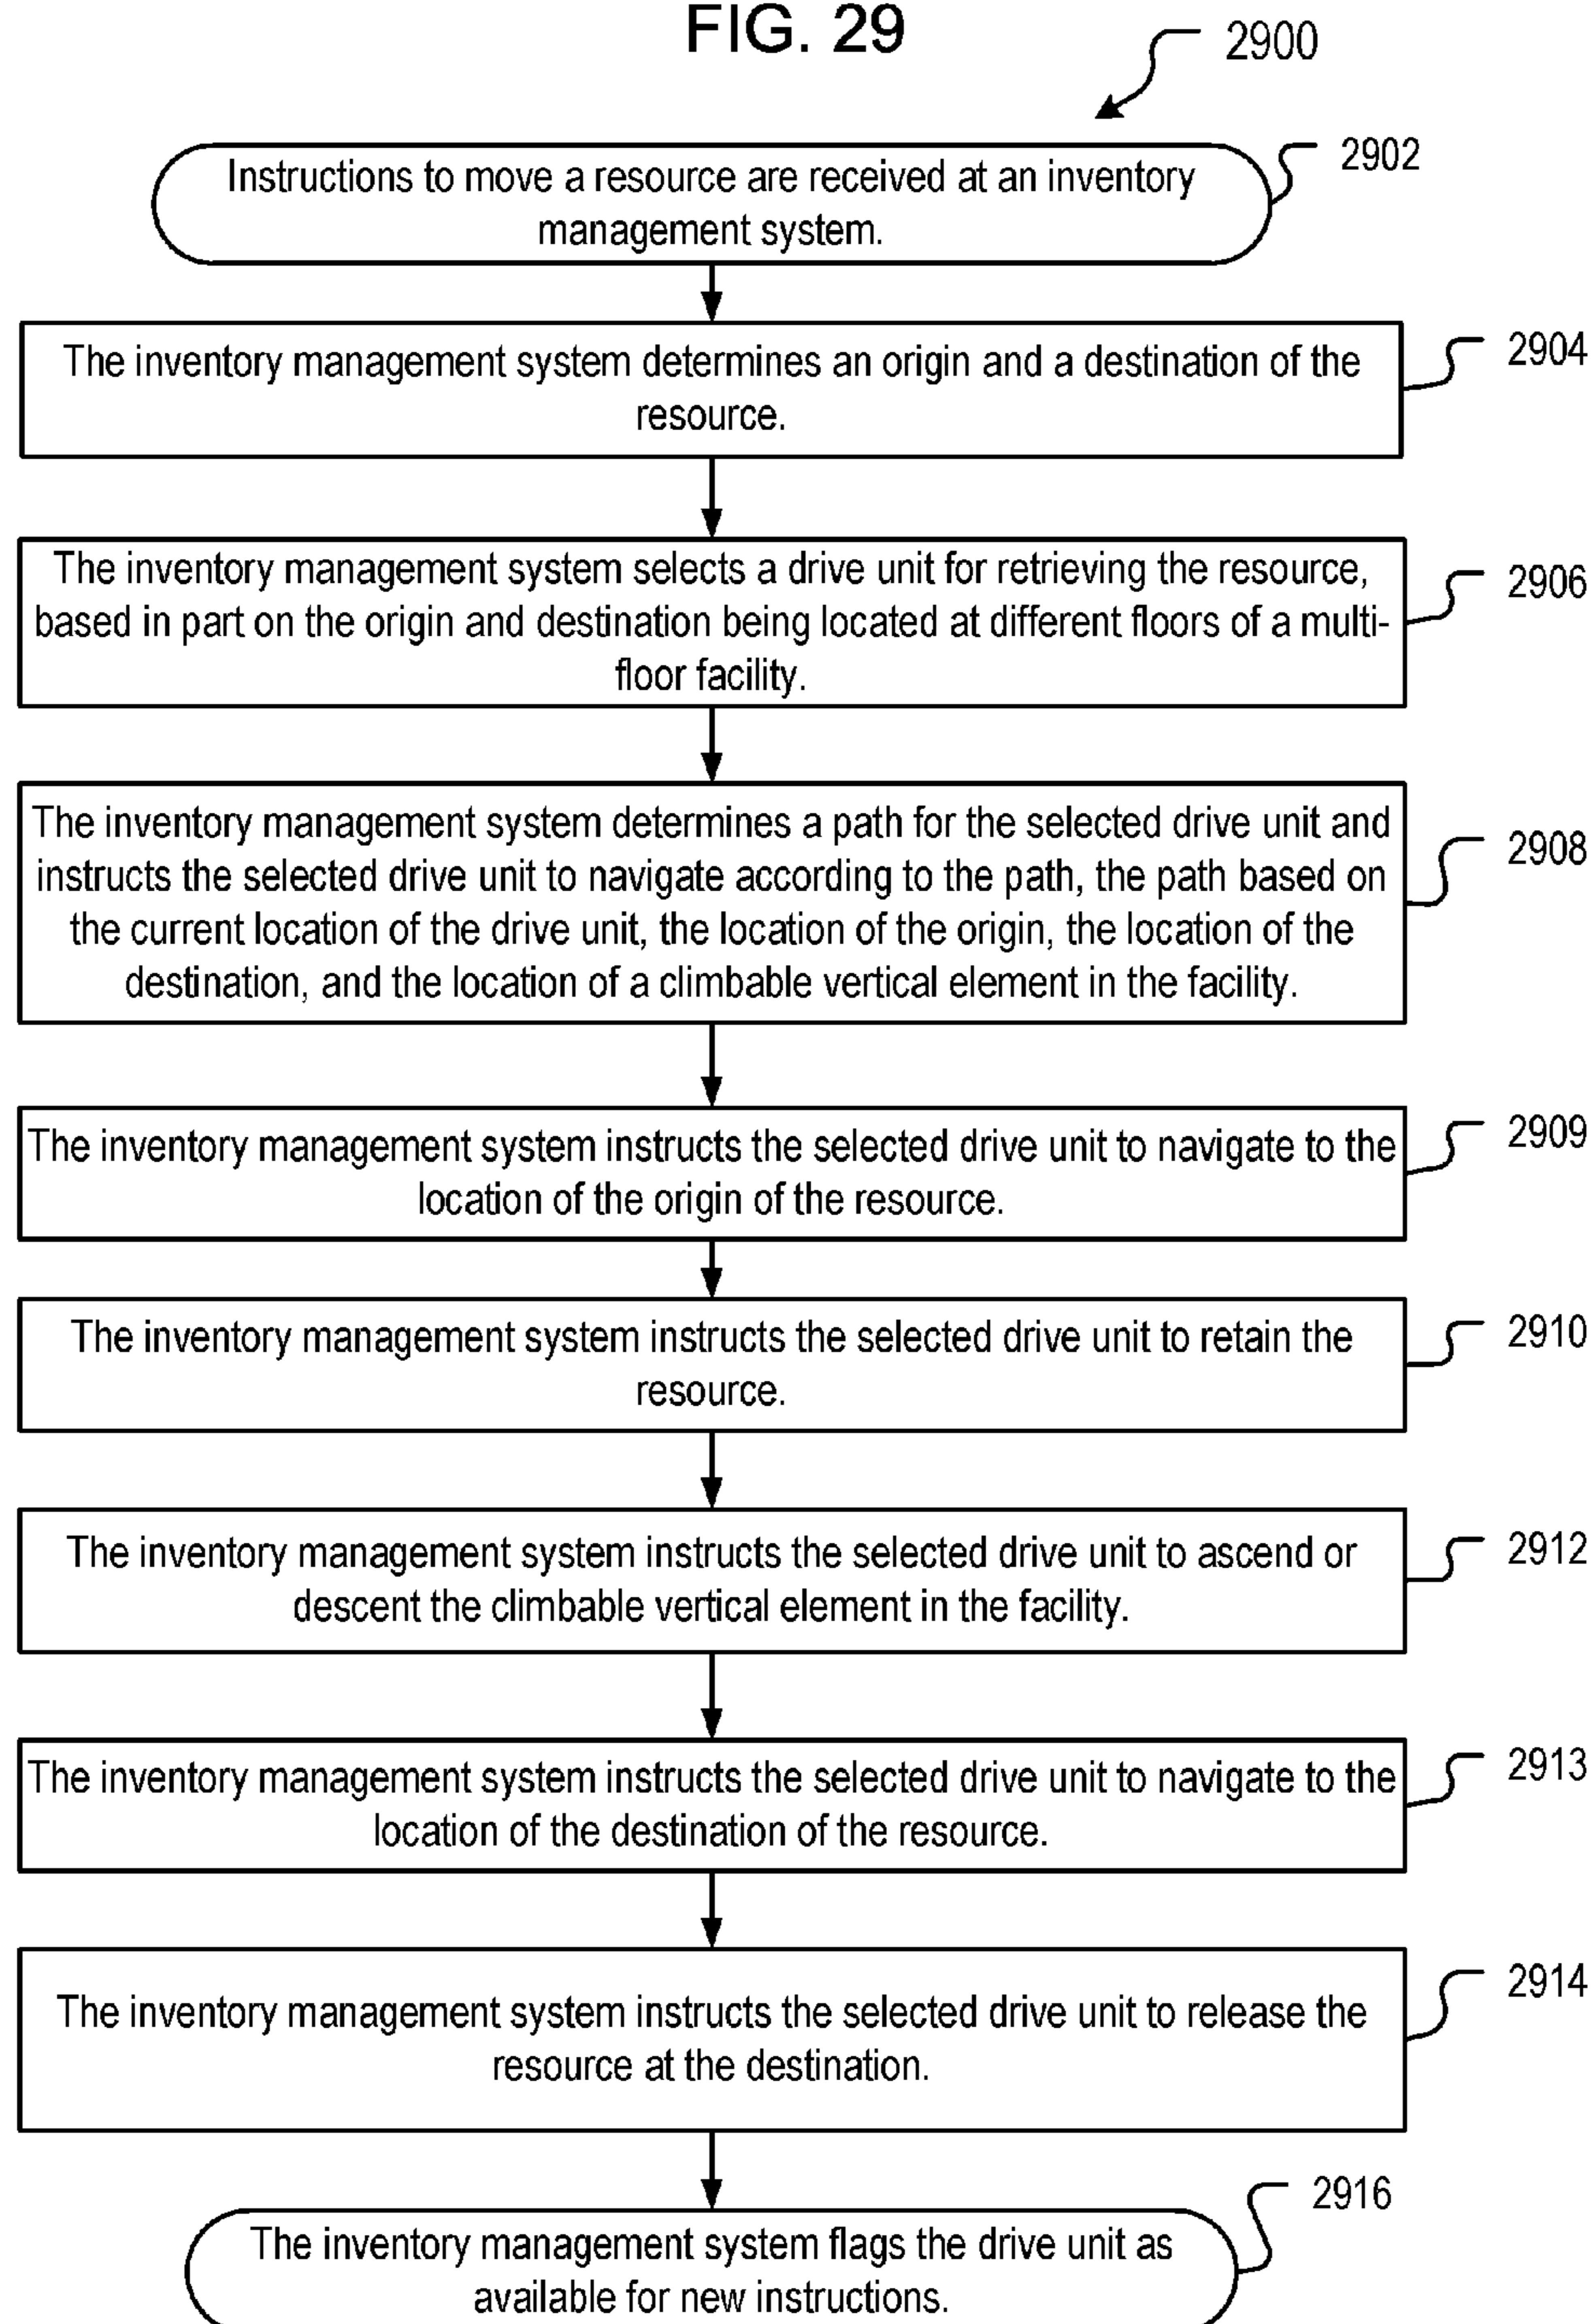 FIG. 29
2900
Instructions to move a resource are received at an inventory
management system.
2902
The inventory management system determines an origin and a destination of the
resource.
2904
The inventory management system selects a drive unit for retrieving the resource,
based in part on the origin and destination being located at different floors of a multi-
floor facility.
2906
The inventory management system determines a path for the selected drive unit and
instructs the selected drive unit to navigate according to the path, the path based on
the current location of the drive unit, the location of the origin, the location of the
destination, and the location of a climbable vertical element in the facility.
2908
The inventory management system instructs the selected drive unit to navigate to the
location of the origin of the resource.
2909
The inventory management system instructs the selected drive unit to retain the
resource.
2910
The inventory management system instructs the selected drive unit to ascend or
descent the climbable vertical element in the facility.
2912
The inventory management system instructs the selected drive unit to navigate to the
location of the destination of the resource.
2913
The inventory management system instructs the selected drive unit to release the
resource at the destination.
2914
The inventory management system flags the drive unit as
available for new instructions.
2916